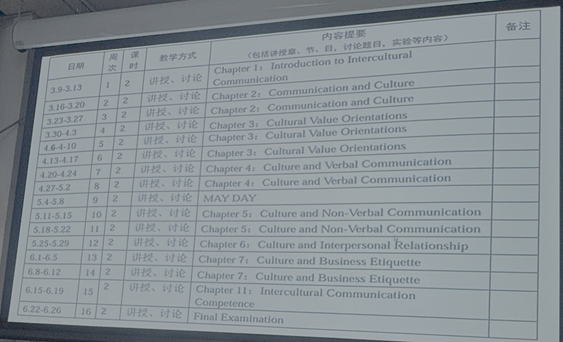 日期 周次 课时 教学方式 内容提要 备注
（包括讲授章、节、目，讨论题目，实验等内容）
3.9-3.13 1 2 讲授、讨论 Chapter 1：Introduction to Intercultural
Communication
3.16-3.20 2 2 讲授、讨论 Chapter 2：Communication and Culture
3.23-3.27 3 2 讲授、讨论 Chapter 2：Communication and Culture
3.30-4.3 4 2 讲授、讨论 Chapter 3：Cultural Value Orientations
4.6-4-10 5 2 讲授、讨论 Chapter 3：Cultural Value Orientations
4.13-4.17 6 2 讲授、讨论 Chapter 3：Cultural Value Orientations
4.20-4.24 7 2 讲授、讨论 Chapter 4：Culture and Verbal Communication
4.27-5.2 8 2 讲授、讨论 Chapter 4：Culture and Verbal Communication
5.4-5.8 9 2 讲授、讨论 MAY DAY
5.11-5.15 10 2 讲授、讨论 Chapter 5：Culture and Non-Verbal Communication
5.18-5.22 11 2 讲授、讨论 Chapter 5：Culture and Non-Verbal Communication
5.25-5.29 12 2 讲授、讨论 Chapter 6：Culture and Interpersonal Relationship
6.1-6.5 13 2 讲授、讨论 Chapter 7：Culture and Business Etiquette
6.8-6.12 14 2 讲授、讨论 Chapter 7：Culture and Business Etiquette
6.15-6.19 15 2 讲授、讨论 Chapter 11：Intercultural Communication
Competence
6.22-6.26 16 2 讲授、讨论 Final Examination